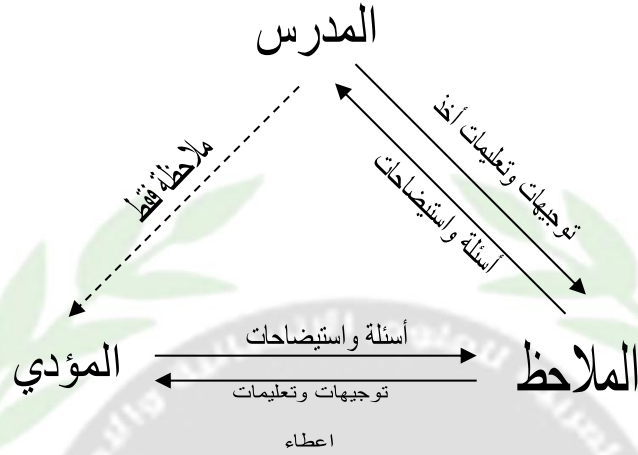 المدرس
توجيهات وتعليمات أخذ
أسئلة واستيضاحات
ملاحظة فقط
أسئلة واستيضاحات
المؤدي
الملاحظ
توجيهات وتعليمات
اعطاء